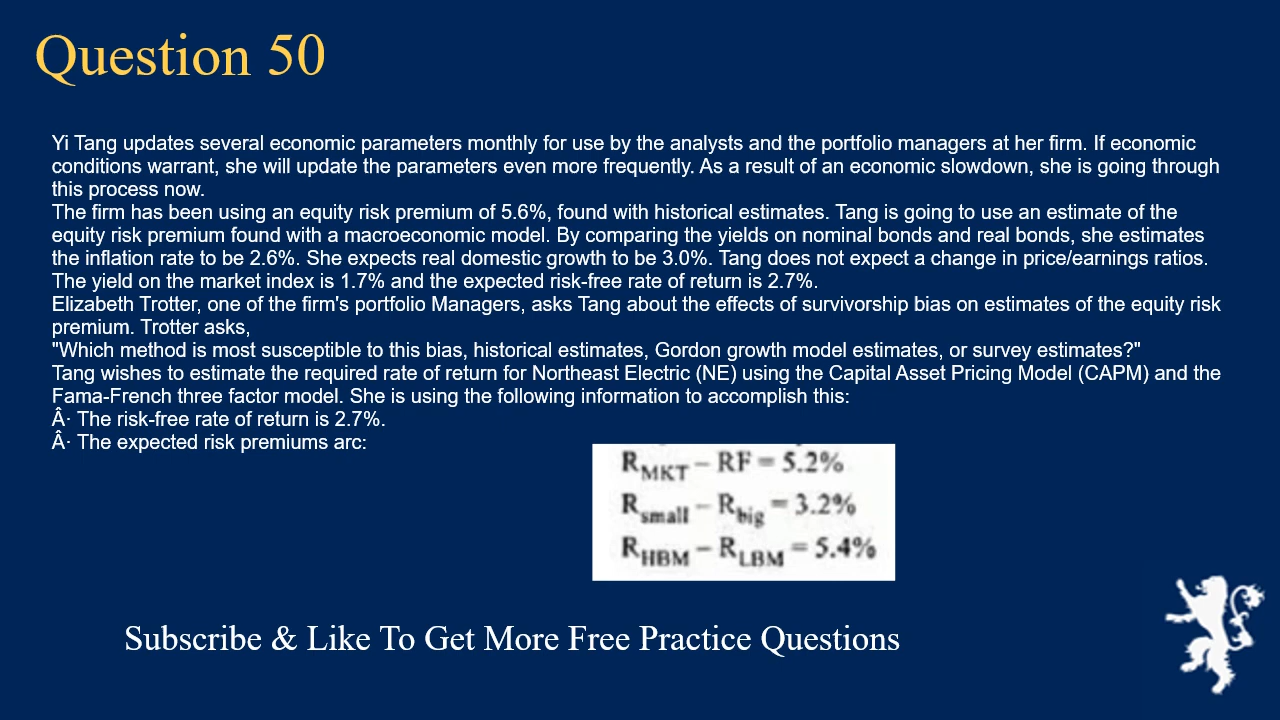 Question 50
Yi Tang updates several economic parameters monthly for use by the analysts and the portfolio managers at her firm. If economic
conditions warrant, she will update the parameters even more frequently. As a result of an economic slowdown, she is going through
this process now.
The firm has been using an equity risk premium of 5.6%, found with historical estimates. Tang is going to use an estimate of the
equity risk premium found with a macroeconomic model. By comparing the yields on nominal bonds and real bonds, she estimates
the inflation rate to be 2.6%. She expects real domestic growth to be 3.0%. Tang does not expect a change in price/earnings ratios.
The yield on the market index is 1.7% and the expected risk-free rate of return is 2.7%.
Elizabeth Trotter, one of the firm's portfolio Managers, asks Tang about the effects of survivorship bias on estimates of the equity risk
premium. Trotter asks,
"Which method is most susceptible to this bias, historical estimates, Gordon growth model estimates, or survey estimates?"
Tang wishes to estimate the required rate of return for Northeast Electric (NE) using the Capital Asset Pricing Model (CAPM) and the
Fama-French three factor model. She is using the following information to accomplish this:
Â· The risk-free rate of return is 2.7%.
Â· The expected risk premiums arc:
R_MKT – RF = 5.2%
R_small – R_big = 3.2%
R_HBM – R_LBM = 5.4%
Subscribe & Like To Get More Free Practice Questions